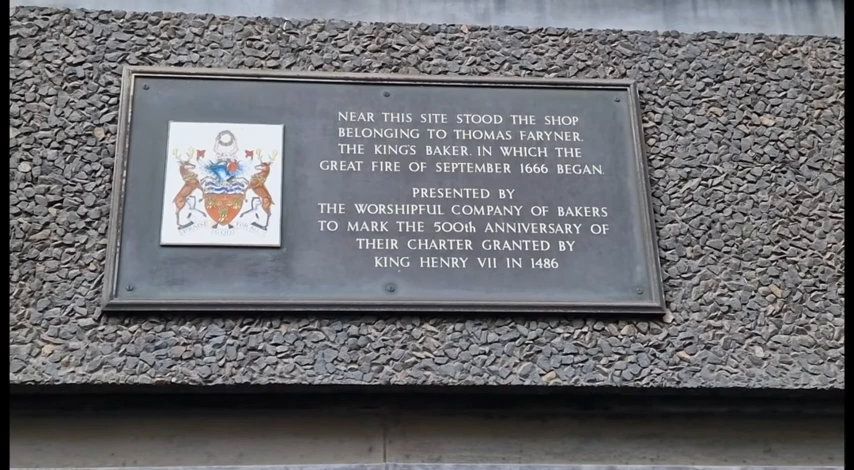 NEAR THIS SITE STOOD THE SHOP
BELONGING TO THOMAS FARYNER,
THE KING'S BAKER, IN WHICH THE
GREAT FIRE OF SEPTEMBER 1666 BEGAN.
PRESENTED BY
THE WORSHIPFUL COMPANY OF BAKERS
TO MARK THE 500th ANNIVERSARY OF
THEIR CHARTER GRANTED BY
KING HENRY VII IN 1486